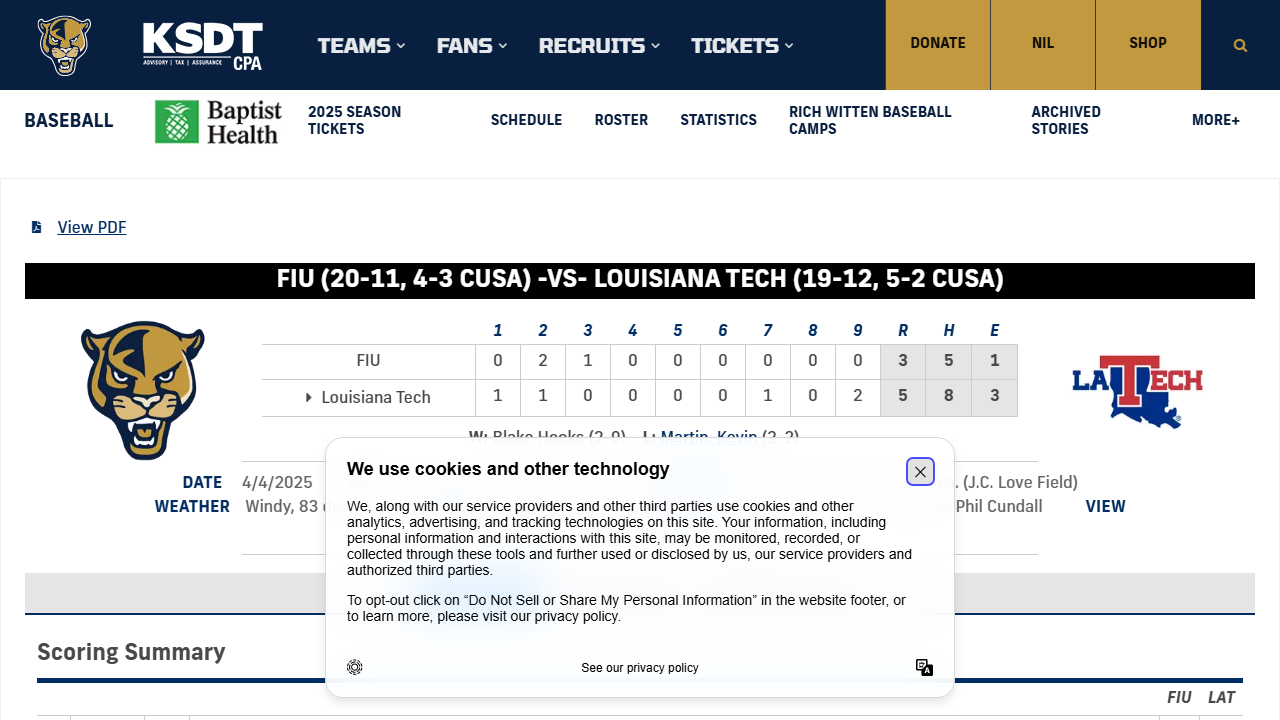 KSDT
ADVISORY | TAX | ASSURANCE
CPA
TEAMS
FANS
RECRUITS
TICKETS
DONATE
NIL
SHOP
BASEBALL
Baptist Health
2025 SEASON TICKETS
SCHEDULE
ROSTER
STATISTICS
RICH WITTEN BASEBALL CAMPS
ARCHIVED STORIES
MORE+
View PDF
FIU (20-11, 4-3 CUSA) -VS- LOUISIANA TECH (19-12, 5-2 CUSA)
1 2 3 4 5 6 7 8 9 R H E
FIU 0 2 1 0 0 0 0 0 0 3 5 1
Louisiana Tech 1 1 0 0 0 0 1 0 2 5 8 3
LA TECH
W: Blake Hooks (2-0) L: Martin, Kevin (2-2)
DATE 4/4/2025
(J.C. Love Field)
WEATHER Windy, 83
Phil Cundall
VIEW
We use cookies and other technology
We, along with our service providers and other third parties use cookies and other
analytics, advertising, and tracking technologies on this site. Your information, including
personal information and interactions with this site, may be monitored, recorded, or
collected through these tools and further used or disclosed by us, our service providers and
authorized third parties.
To opt-out click on “Do Not Sell or Share My Personal Information” in the website footer, or
to learn more, please visit our privacy policy.
See our privacy policy
Scoring Summary
FIU LAT